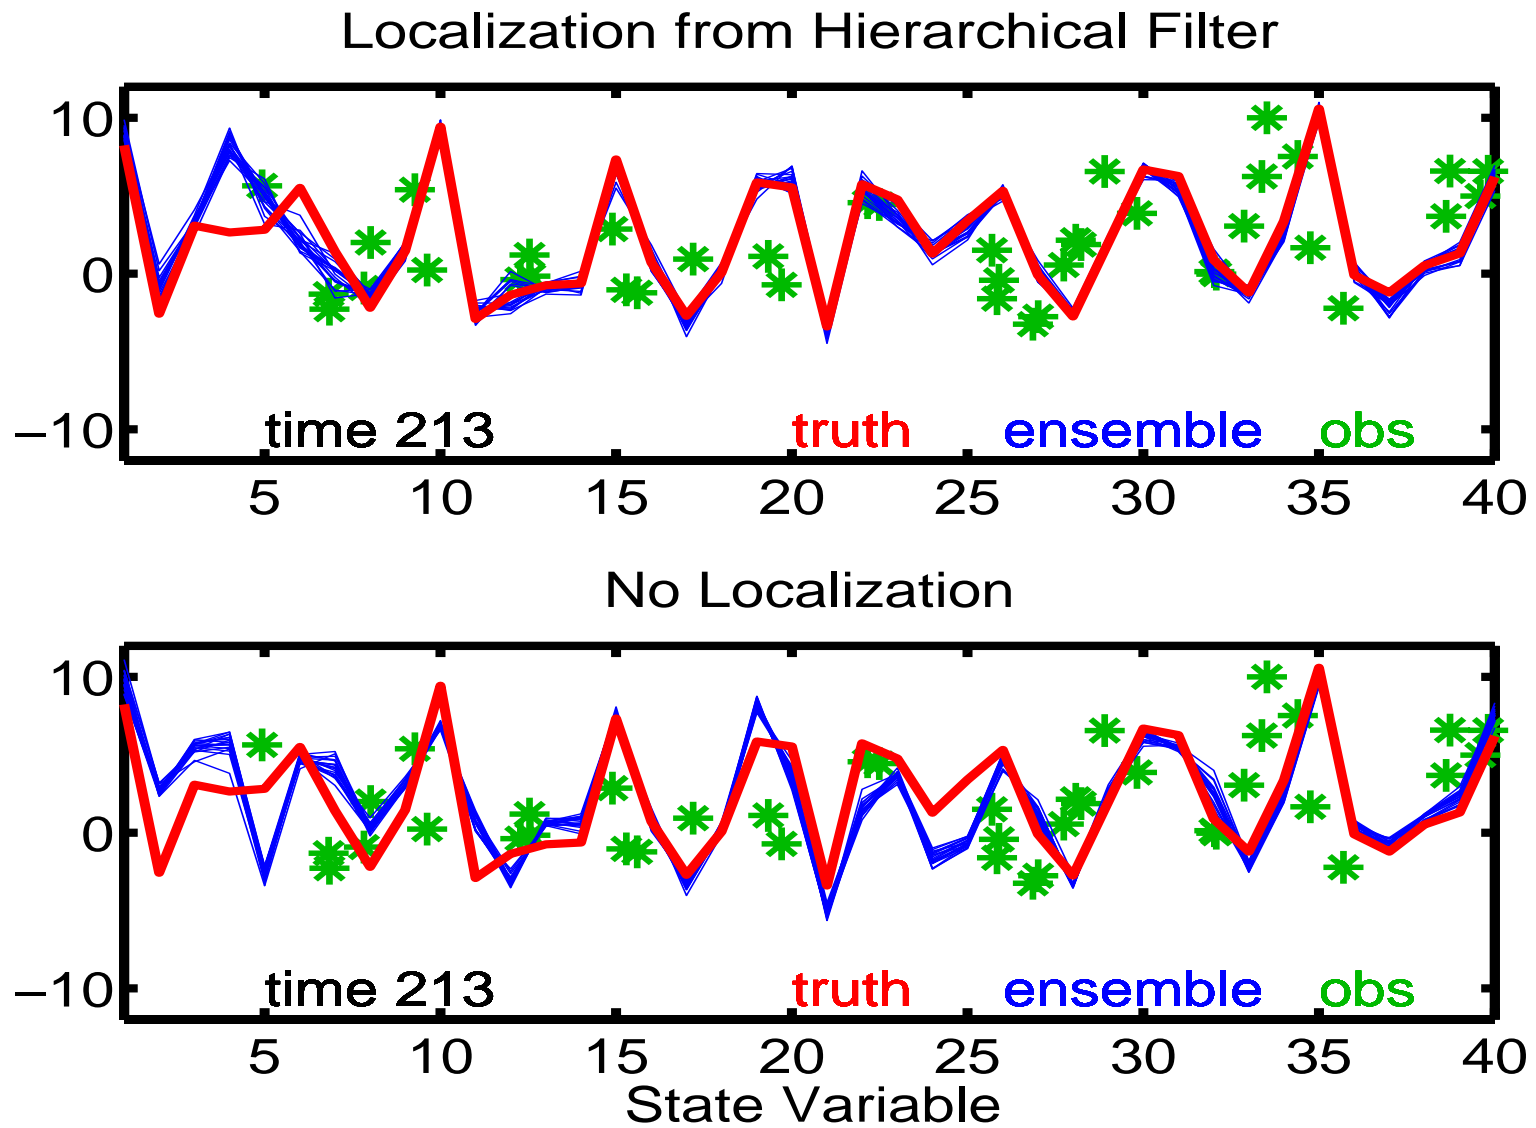 Localization from Hierarchical Filter
10
0
−10
time 213 truth ensemble obs
5 10 15 20 25 30 35 40
No Localization
10
0
−10
time 213 truth ensemble obs
5 10 15 20 25 30 35 40
State Variable